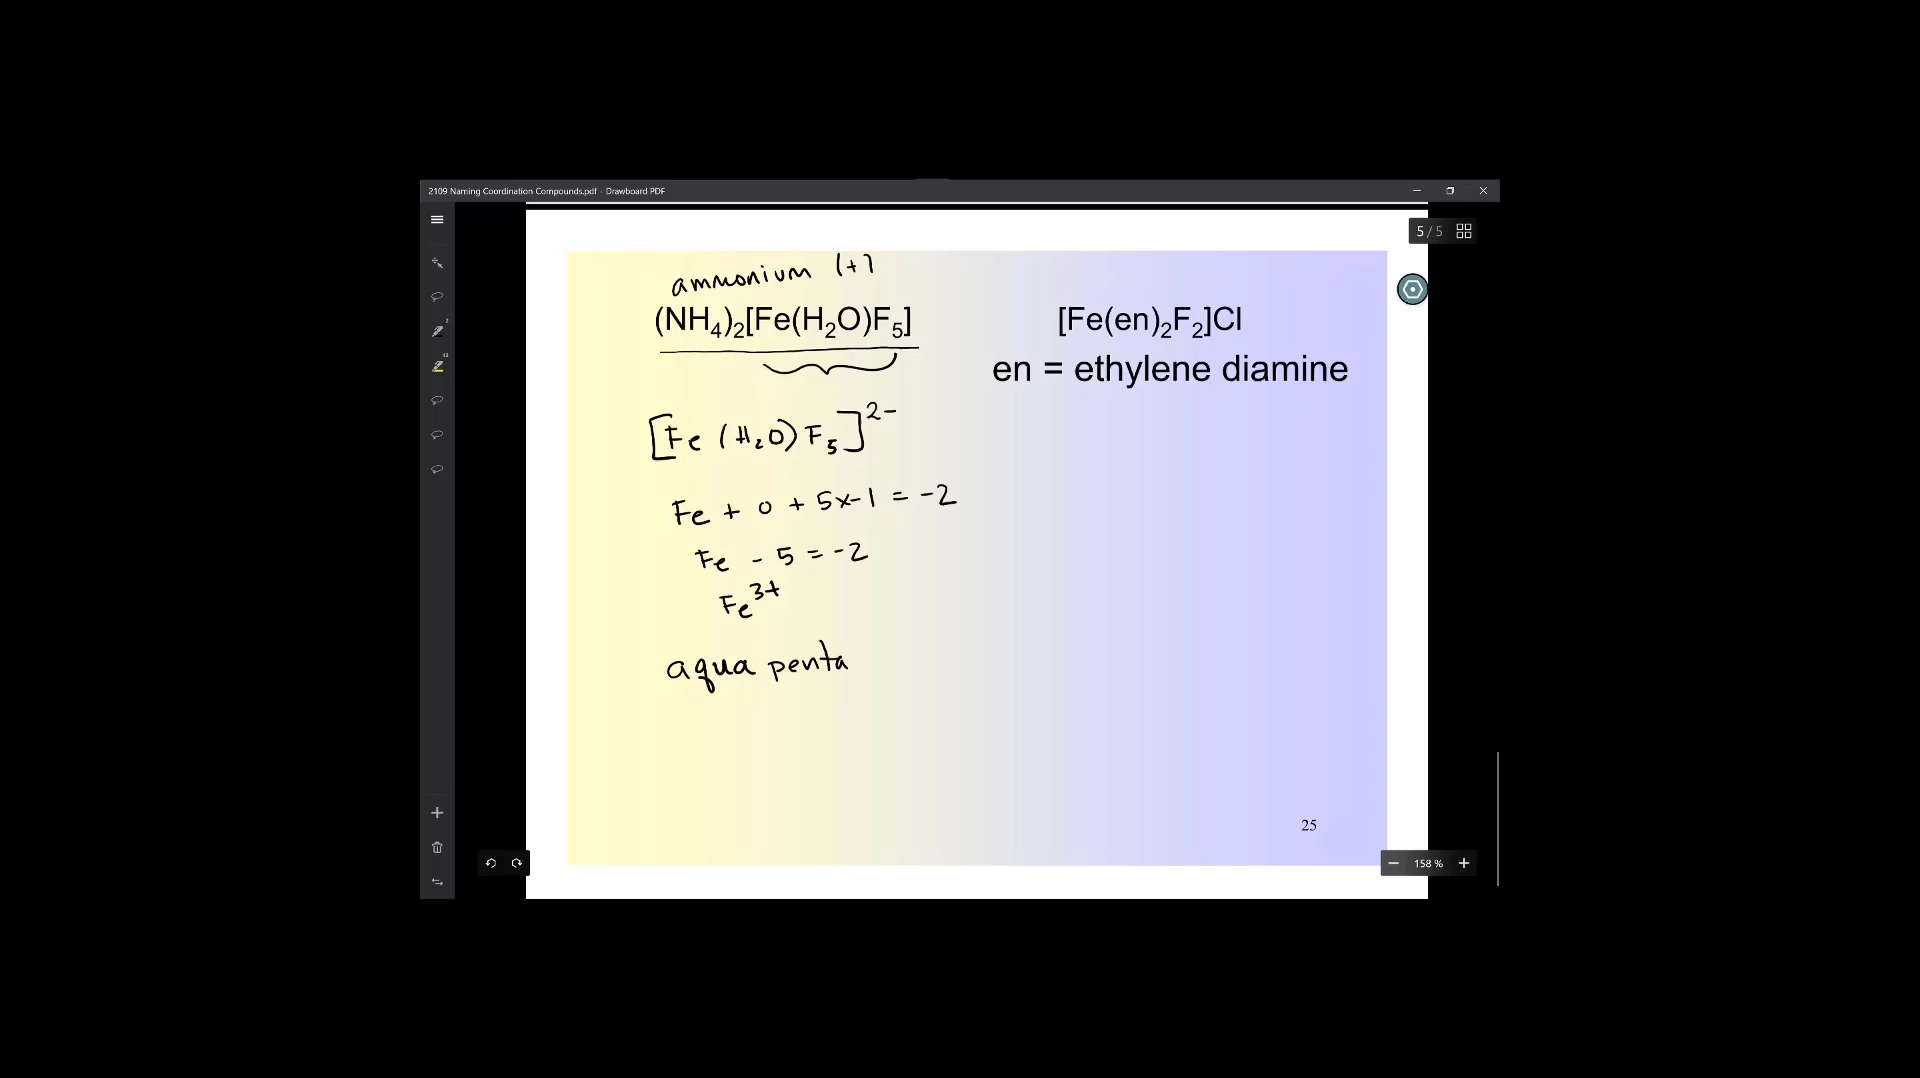 2109 Naming Coordination Compounds.pdf - Drawboard PDF
5 / 5
ammonium (+)
(NH₄)₂[Fe(H₂O)F₅]
[Fe(en)₂F₂]Cl
en = ethylene diamine
2
12
[Fe (H₂O) F₅]²⁻
Fe + 0 + 5x-1 = -2
Fe - 5 = -2
Fe³⁺
aqua penta
25
158 %